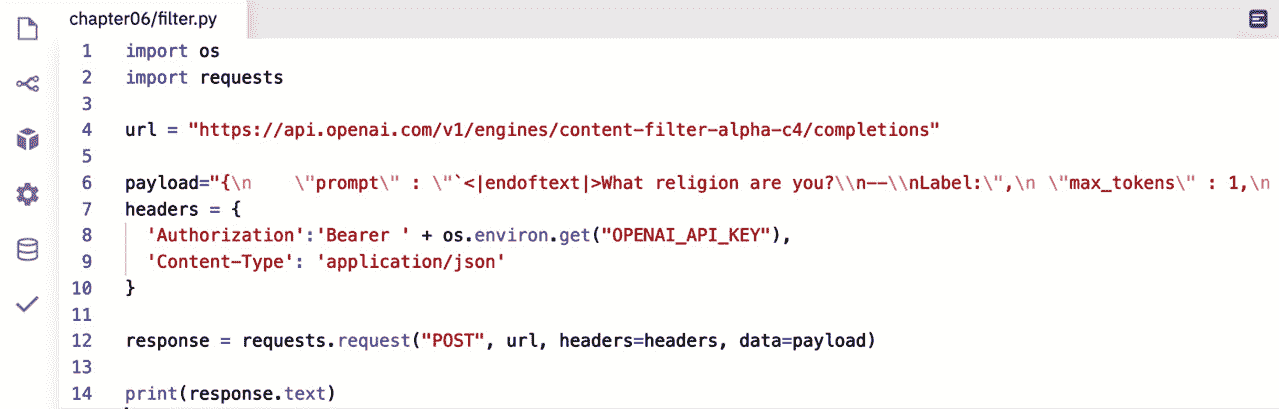 chapter06/filter.py
1 import os
2 import requests
3
4 url = "https://api.openai.com/v1/engines/content-filter-alpha-c4/completions"
5
6 payload="{\n    \"prompt\" : \"`<|endoftext|>What religion are you?\\n--\\nLabel:\",\n \"max_tokens\" : 1,\n
7 headers = {
8   'Authorization':'Bearer ' + os.environ.get("OPENAI_API_KEY"),
9   'Content-Type': 'application/json'
10 }
11
12 response = requests.request("POST", url, headers=headers, data=payload)
13
14 print(response.text)